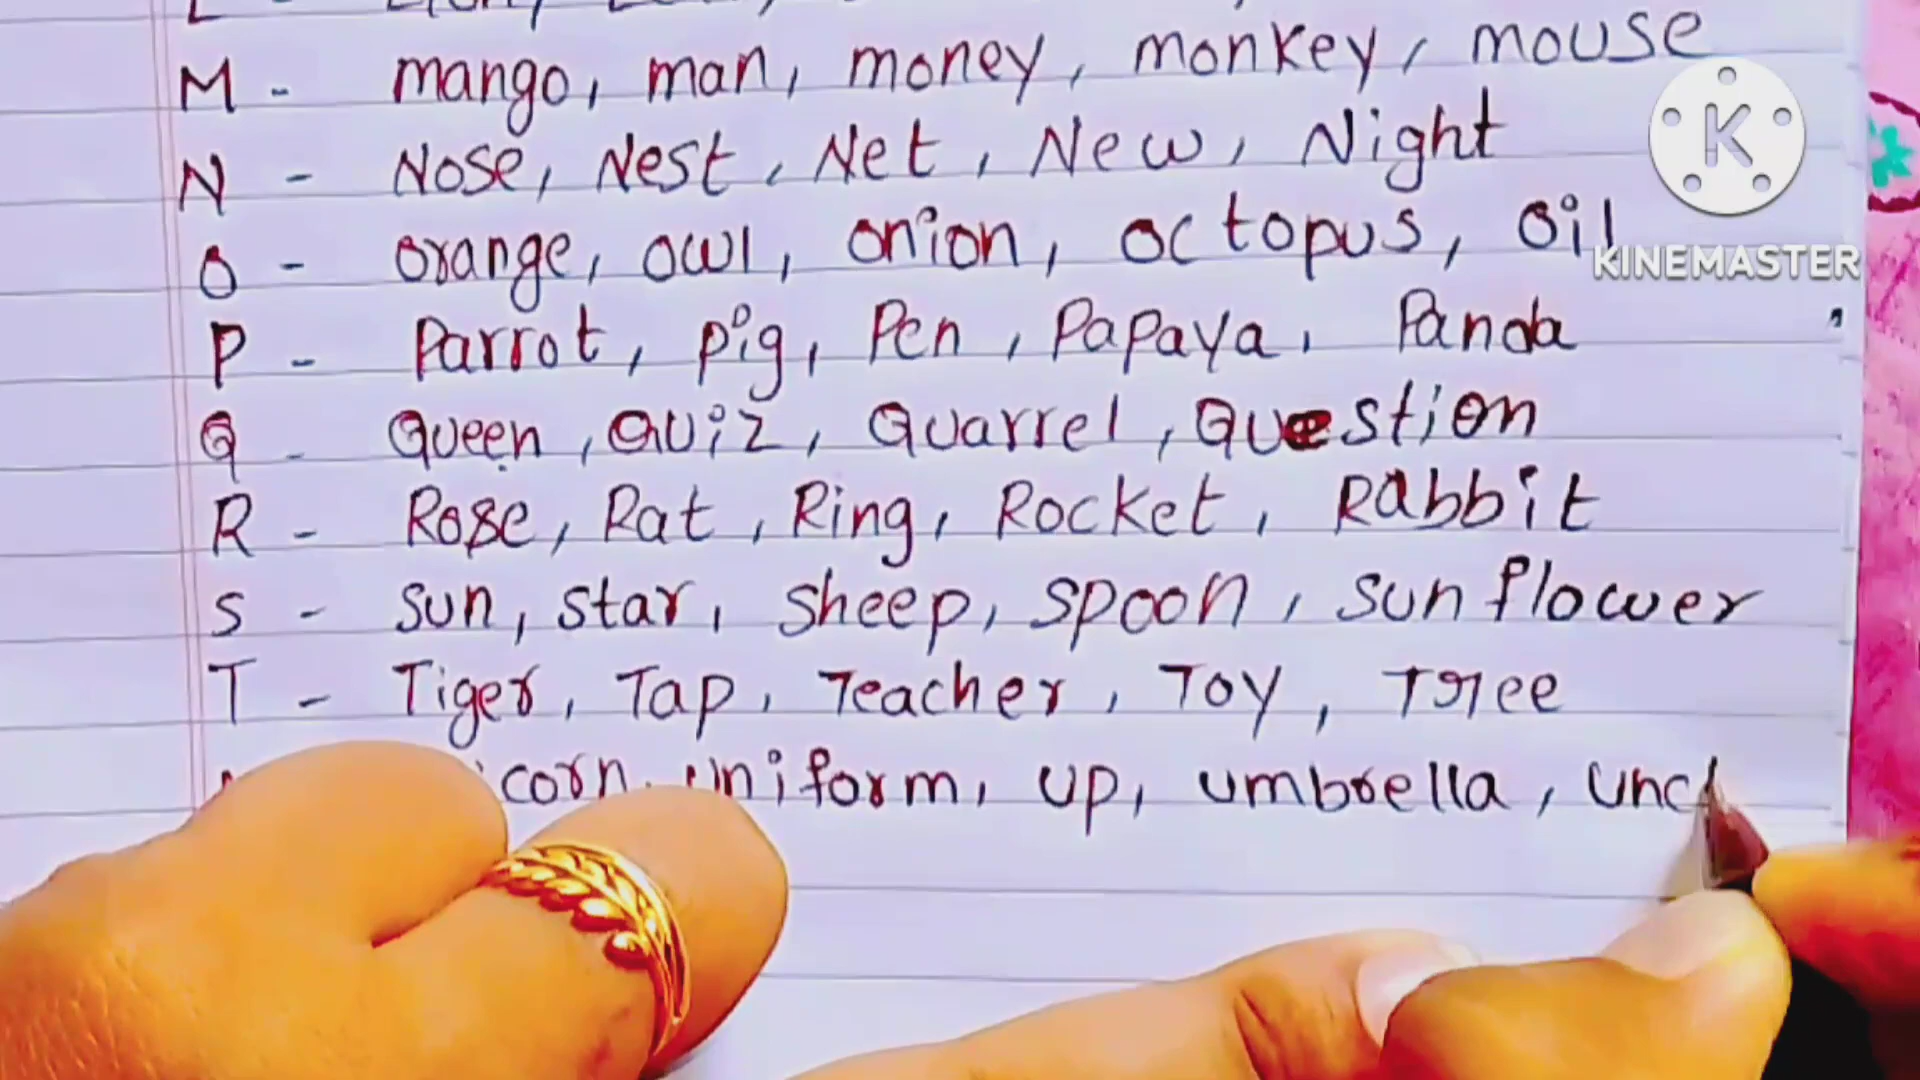 M - mango, man, money, monkey, mouse
N - Nose, Nest, Net, New, Night
O - orange, owl, onion, octopus, oil
KINEMASTER
P - Parrot, pig, Pen, Papaya, Panda
Q - Queen, Quiz, Quarrel, Question
R - Rose, Rat, Ring, Rocket, Rabbit
S - Sun, star, sheep, spoon, sunflower
T - Tiger, Tap, Teacher, Toy, Tree
uniform, up, umbrella,